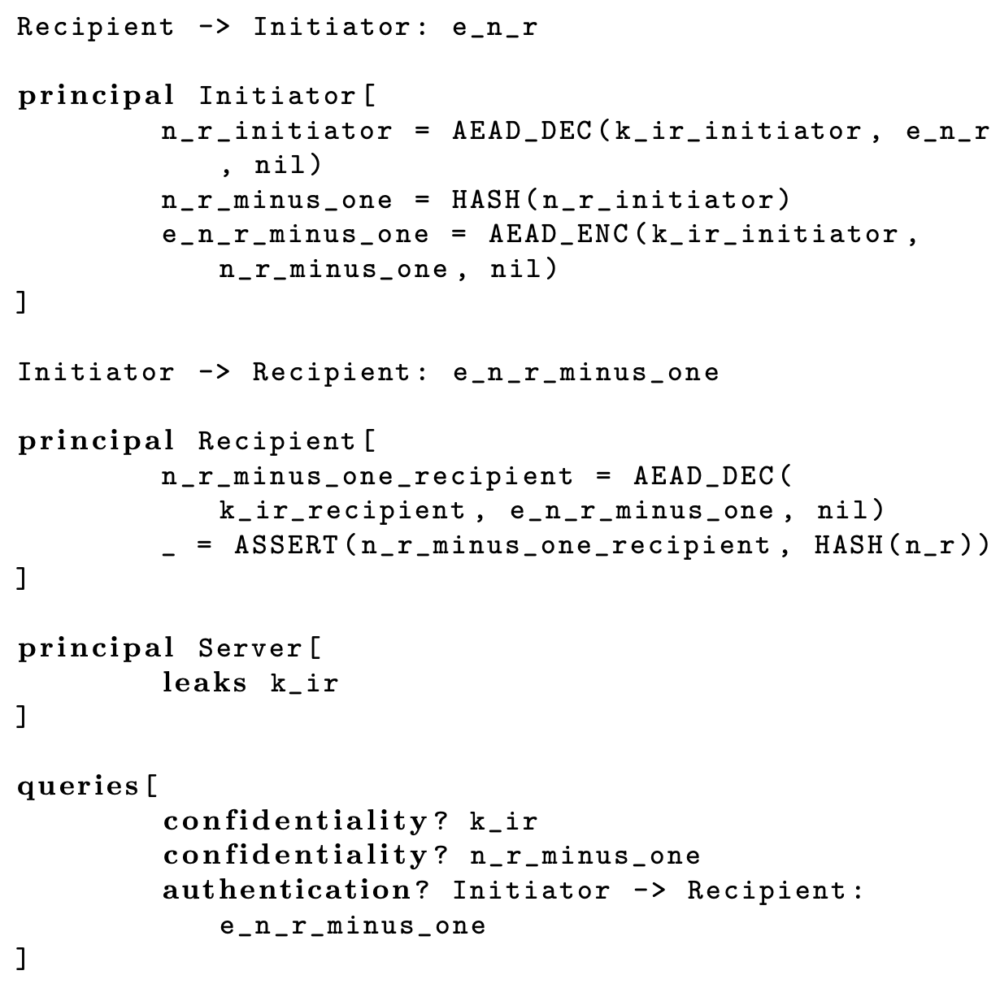 Recipient -> Initiator: e_n_r
principal Initiator[
n_r_initiator = AEAD_DEC(k_ir_initiator, e_n_r
, nil)
n_r_minus_one = HASH(n_r_initiator)
e_n_r_minus_one = AEAD_ENC(k_ir_initiator,
n_r_minus_one, nil)
]
Initiator -> Recipient: e_n_r_minus_one
principal Recipient[
n_r_minus_one_recipient = AEAD_DEC(
k_ir_recipient, e_n_r_minus_one, nil)
_ = ASSERT(n_r_minus_one_recipient, HASH(n_r))
]
principal Server[
leaks k_ir
]
queries[
confidentiality? k_ir
confidentiality? n_r_minus_one
authentication? Initiator -> Recipient:
e_n_r_minus_one
]